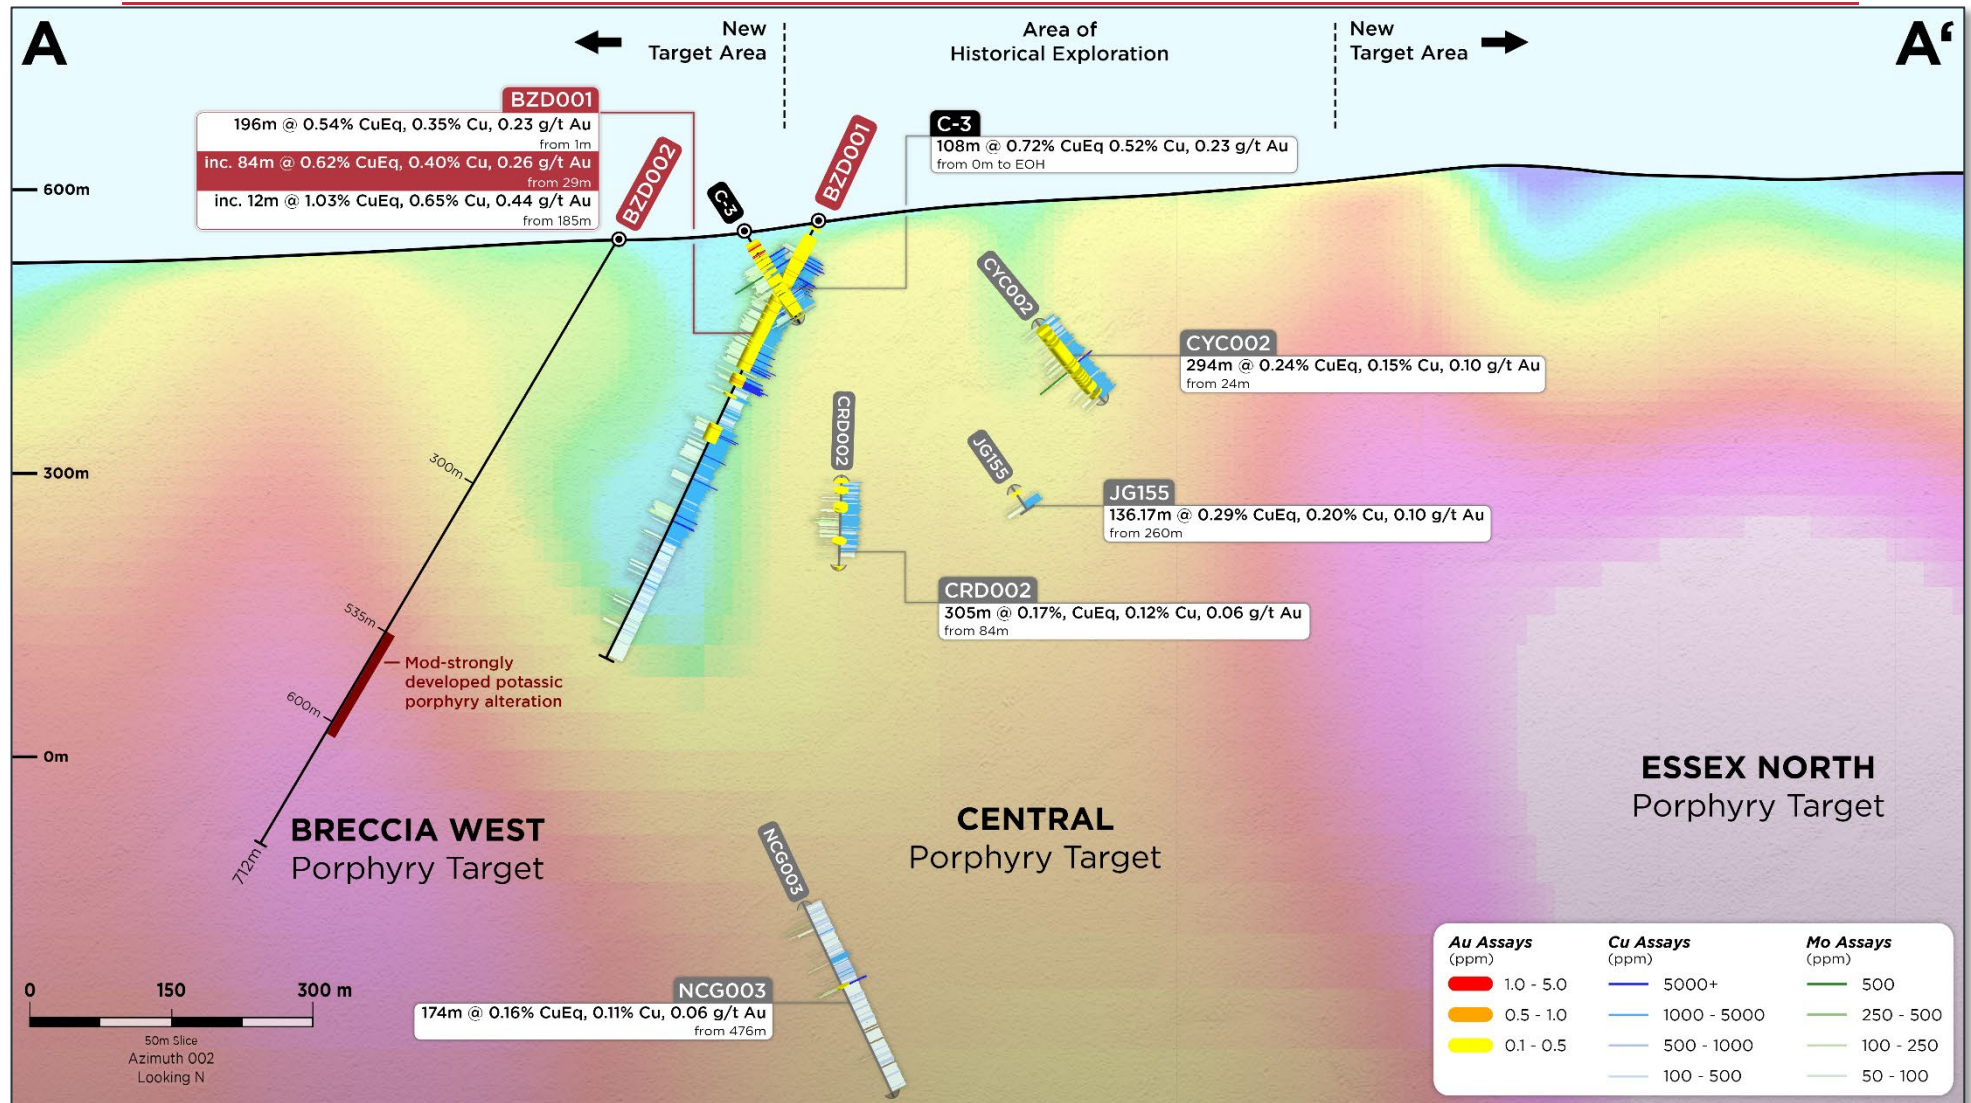 A
New
Target Area
Area of
Historical Exploration
New
Target Area
A‘
BZD001
196m @ 0.54% CuEq, 0.35% Cu, 0.23 g/t Au
from 1m
inc. 84m @ 0.62% CuEq, 0.40% Cu, 0.26 g/t Au
from 29m
inc. 12m @ 1.03% CuEq, 0.65% Cu, 0.44 g/t Au
from 185m
BZD002
C-3
BZD001
C-3
108m @ 0.72% CuEq 0.52% Cu, 0.23 g/t Au
from 0m to EOH
600m
300m
0m
CYC002
CYC002
294m @ 0.24% CuEq, 0.15% Cu, 0.10 g/t Au
from 24m
CRD002
JG155
JG155
136.17m @ 0.29% CuEq, 0.20% Cu, 0.10 g/t Au
from 260m
CRD002
305m @ 0.17%, CuEq, 0.12% Cu, 0.06 g/t Au
from 84m
300m
535m
600m
712m
Mod-strongly
developed potassic
porphyry alteration
BRECCIA WEST
Porphyry Target
CENTRAL
Porphyry Target
ESSEX NORTH
Porphyry Target
NCG003
NCG003
174m @ 0.16% CuEq, 0.11% Cu, 0.06 g/t Au
from 476m
0 150 300 m
50m Slice
Azimuth 002
Looking N
Au Assays
(ppm)
1.0 - 5.0
0.5 - 1.0
0.1 - 0.5
Cu Assays
(ppm)
5000+
1000 - 5000
500 - 1000
100 - 500
Mo Assays
(ppm)
500
250 - 500
100 - 250
50 - 100